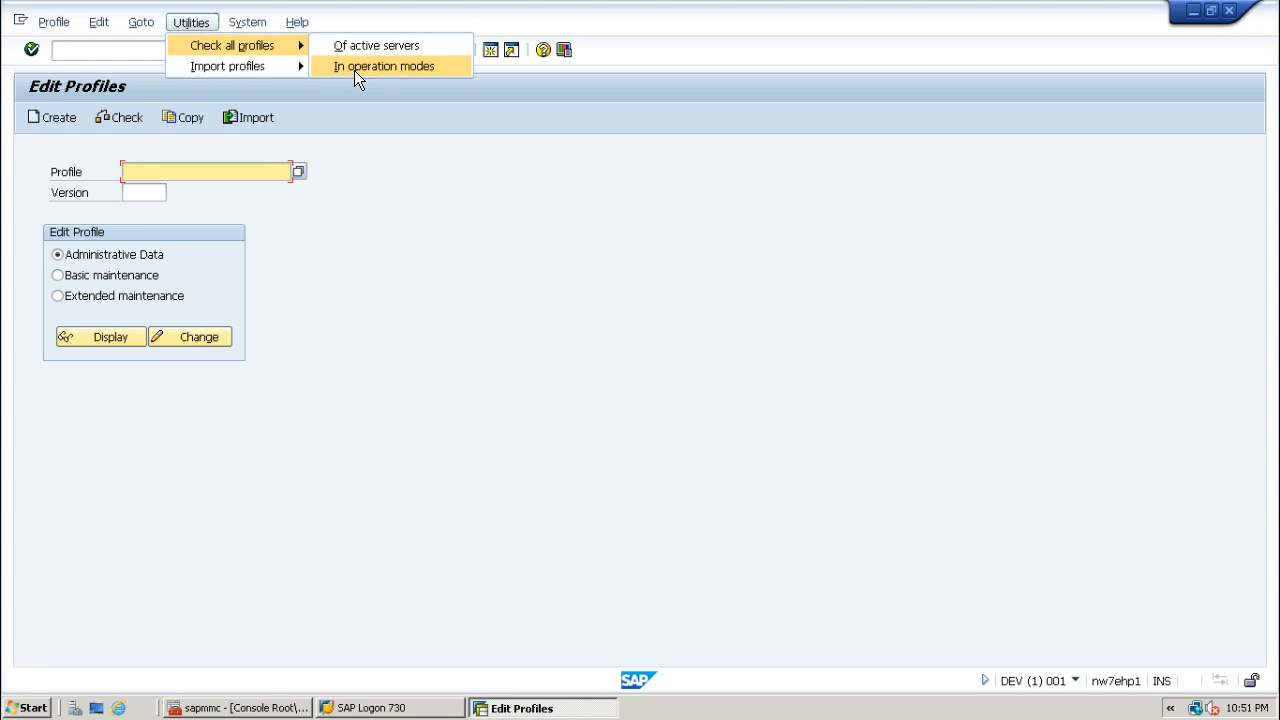 Profile Edit Goto Utilities System Help
Check all profiles Of active servers
Import profiles In operation modes
Edit Profiles
Create Check Copy Import
Profile
Version
Edit Profile
Administrative Data
Basic maintenance
Extended maintenance
Display Change
SAP DEV (1) 001 nw7ehp1 INS
Start sapmmc - [Console Root\... SAP Logon 730 Edit Profiles « 10:51 PM